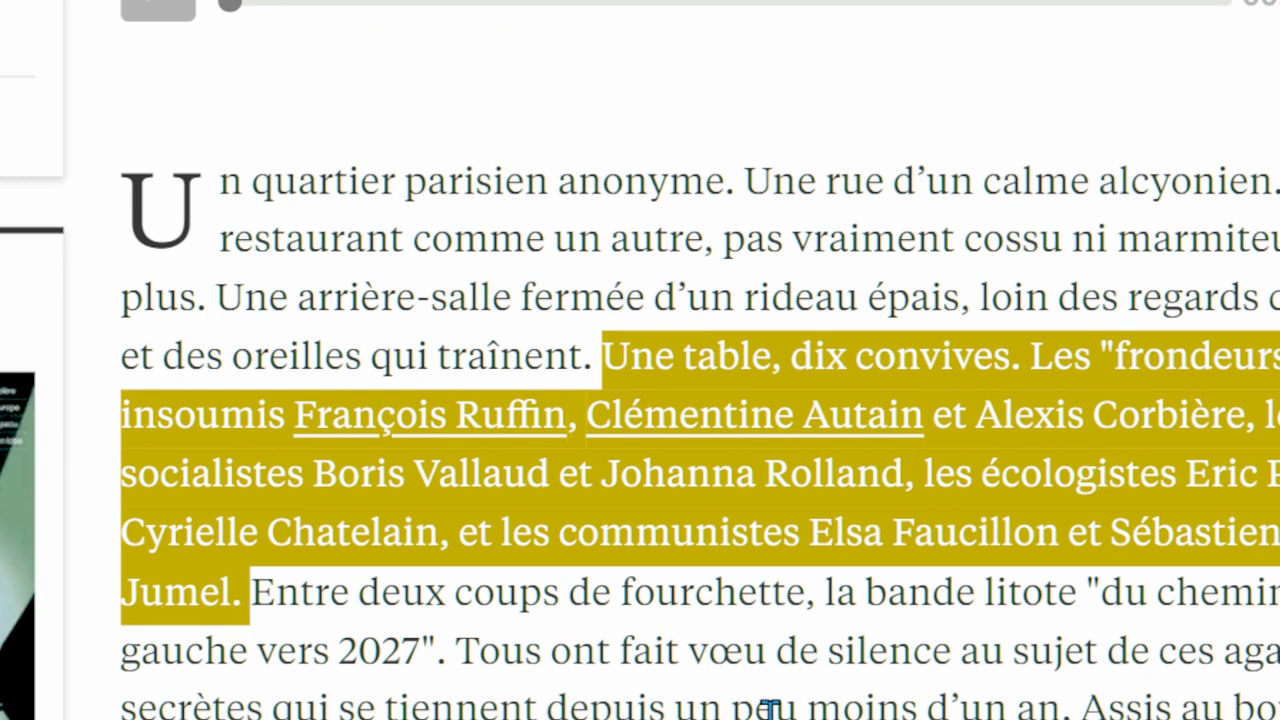 Un quartier parisien anonyme. Une rue d’un calme alcyonien.
restaurant comme un autre, pas vraiment cossu ni
plus. Une arrière-salle fermée d’un rideau épais, loin des regards
et des oreilles qui traînent. Une table, dix convives. Les "frondeurs
insoumis François Ruffin, Clémentine Autain et Alexis Corbière,
socialistes Boris Vallaud et Johanna Rolland, les écologistes Eric
Cyrielle Chatelain, et les communistes Elsa Faucillon et Sébastien
Jumel. Entre deux coups de fourchette, la bande litote "du chemin
gauche vers 2027". Tous ont fait vœu de silence au sujet de ces
secrètes qui se tiennent depuis un peu moins d’un an. Assis au